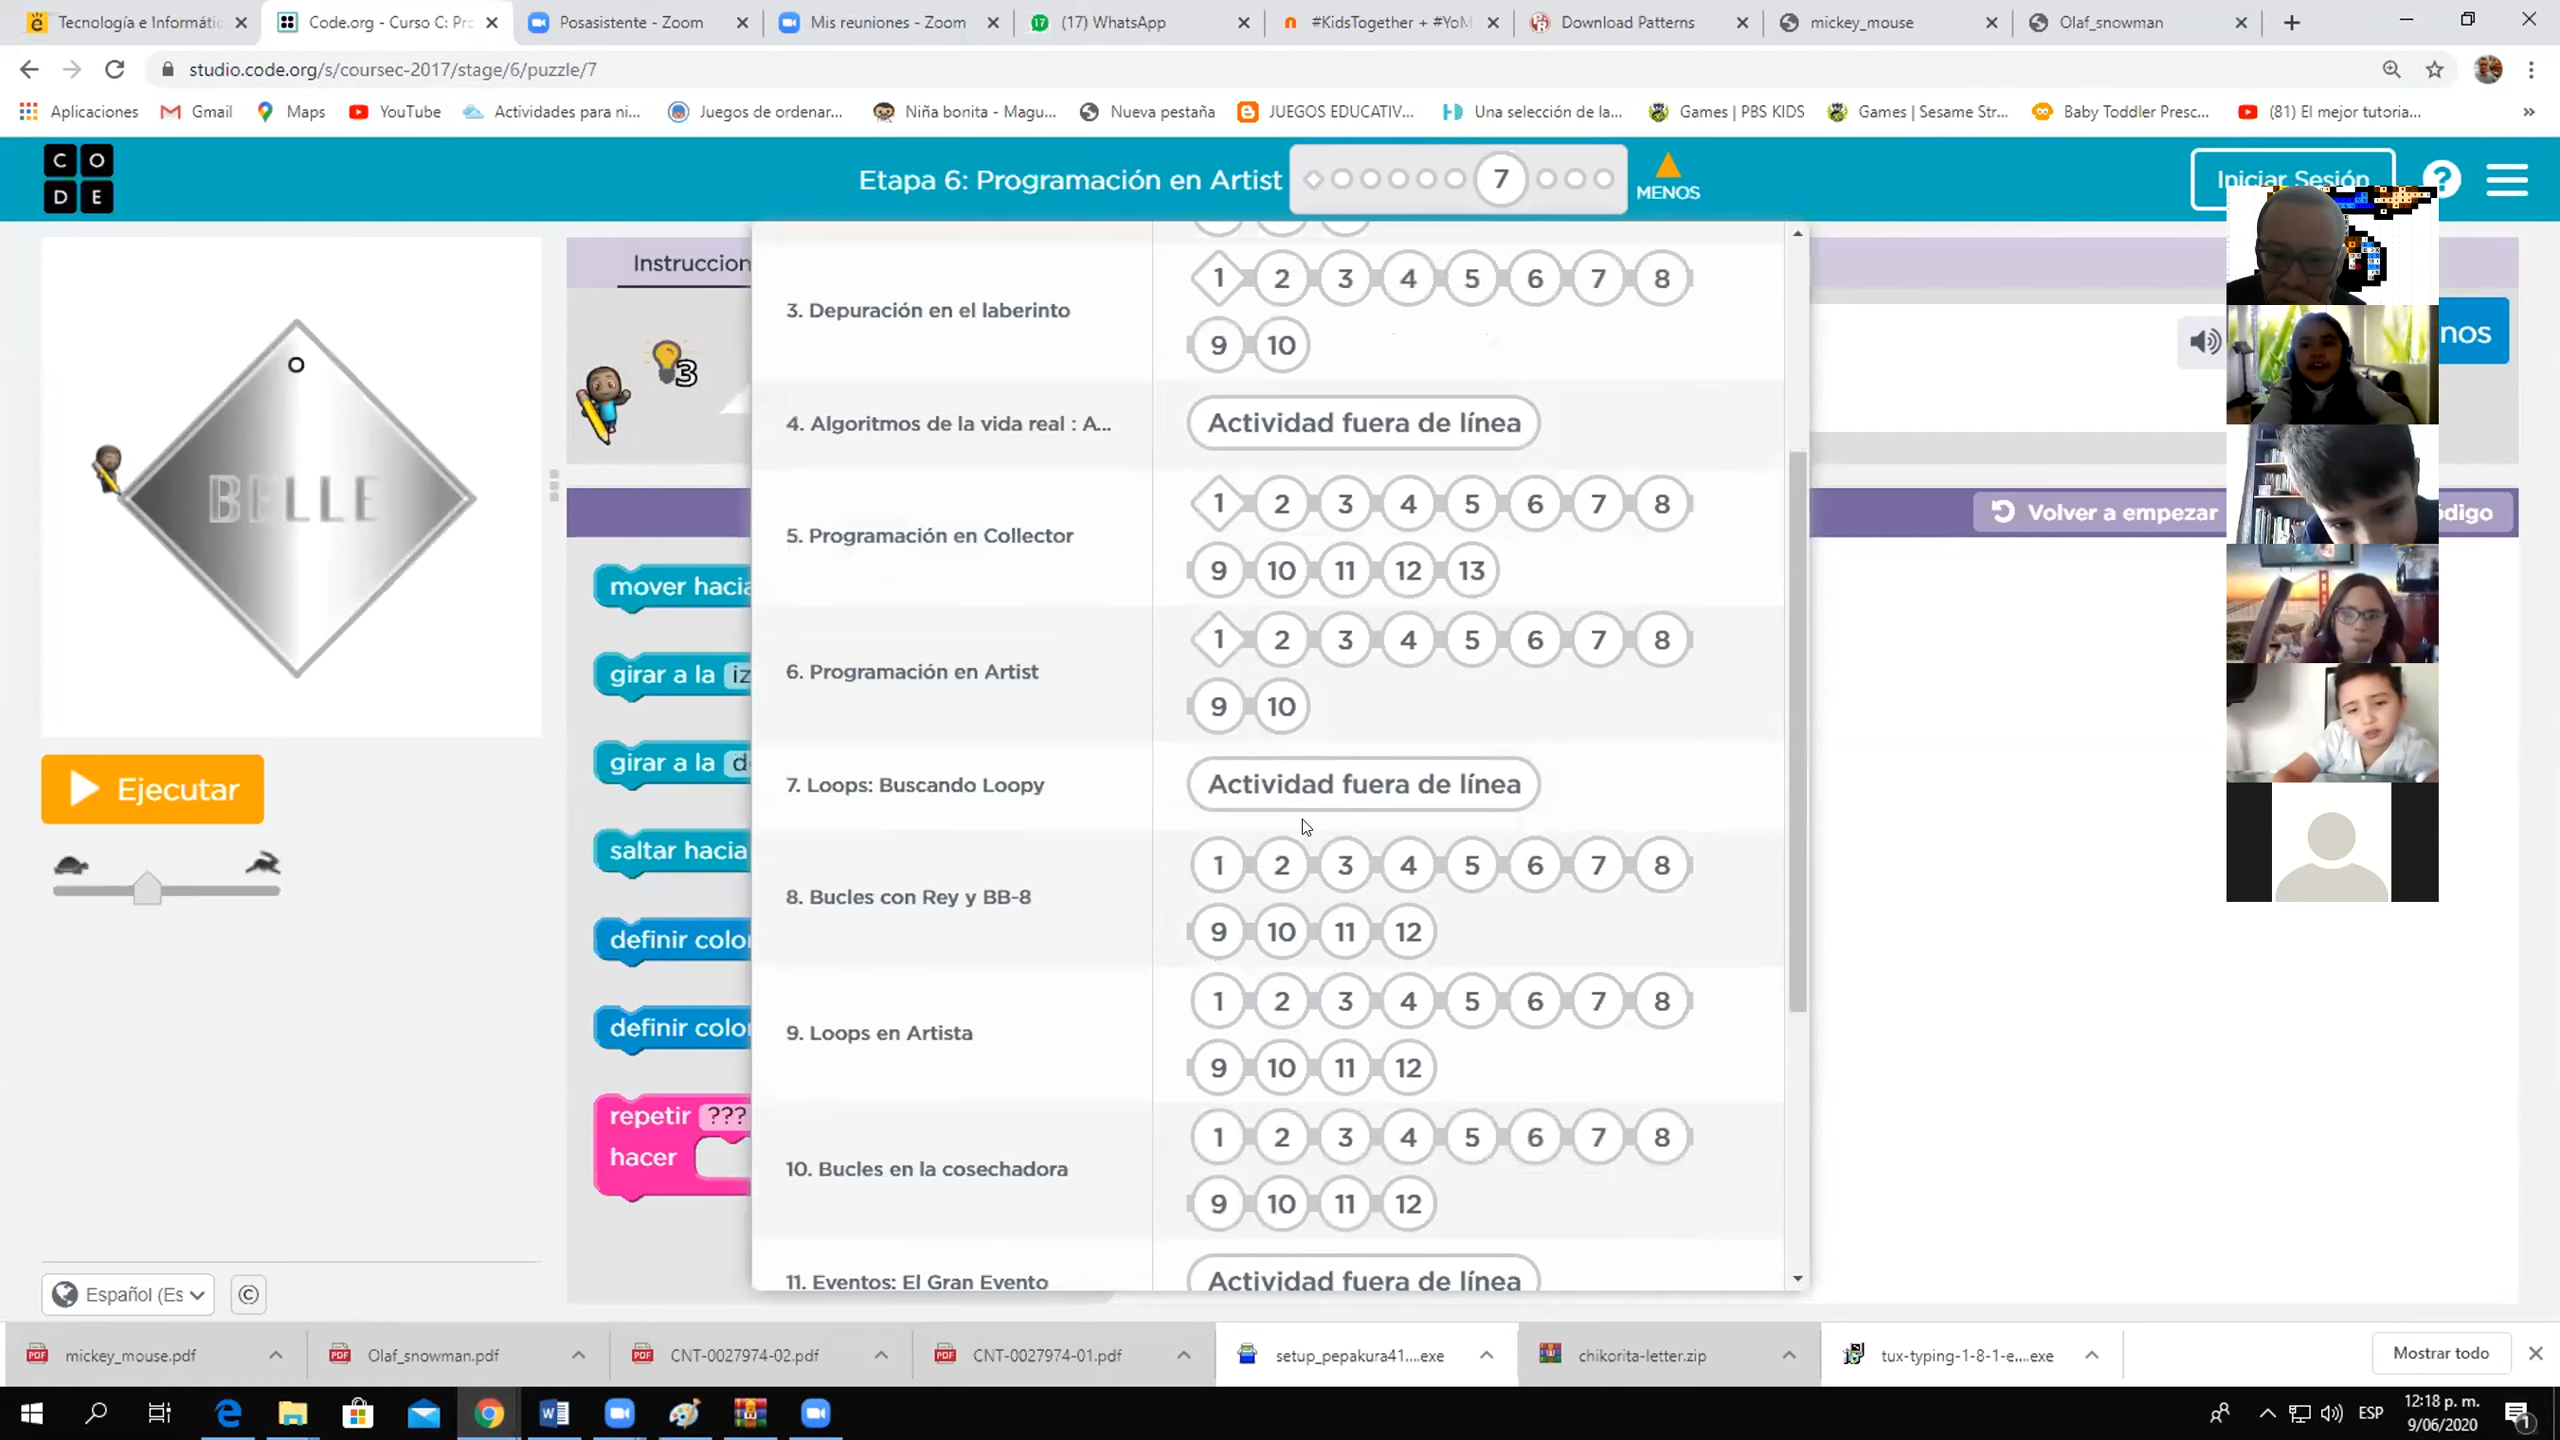 Tecnología e Informátic
Code.org - Curso C: Pro
Posasistente - Zoom
Mis reuniones - Zoom
(17) WhatsApp
#KidsTogether + #YoM
Download Patterns
mickey_mouse
Olaf_snowman
studio.code.org/s/coursec-2017/stage/6/puzzle/7
Aplicaciones
Gmail
Maps
YouTube
Actividades para ni...
Juegos de ordenar...
Niña bonita - Magu...
Nueva pestaña
JUEGOS EDUCATIV...
Una selección de la...
Games | PBS KIDS
Games | Sesame Str...
Baby Toddler Presc...
(81) El mejor tutoria...
C O
D E
Etapa 6: Programación en Artist
7
MENOS
Iniciar Sesión
?
BELLE
Ejecutar
Español (Es
©
Instruccion
3
mover hacia
girar a la iz
girar a la d
saltar hacia
definir color
definir color
repetir ???
hacer
3. Depuración en el laberinto
1 2 3 4 5 6 7 8
9 10
4. Algoritmos de la vida real : A...
Actividad fuera de línea
5. Programación en Collector
1 2 3 4 5 6 7 8
9 10 11 12 13
6. Programación en Artist
1 2 3 4 5 6 7 8
9 10
7. Loops: Buscando Loopy
Actividad fuera de línea
8. Bucles con Rey y BB-8
1 2 3 4 5 6 7 8
9 10 11 12
9. Loops en Artista
1 2 3 4 5 6 7 8
9 10 11 12
10. Bucles en la cosechadora
1 2 3 4 5 6 7 8
9 10 11 12
11. Eventos: El Gran Evento
Actividad fuera de línea
nos
Volver a empezar
ódigo
mickey_mouse.pdf
Olaf_snowman.pdf
CNT-0027974-02.pdf
CNT-0027974-01.pdf
setup_pepakura41....exe
chikorita-letter.zip
tux-typing-1-8-1-e....exe
Mostrar todo
ESP
12:18 p. m.
9/06/2020
1